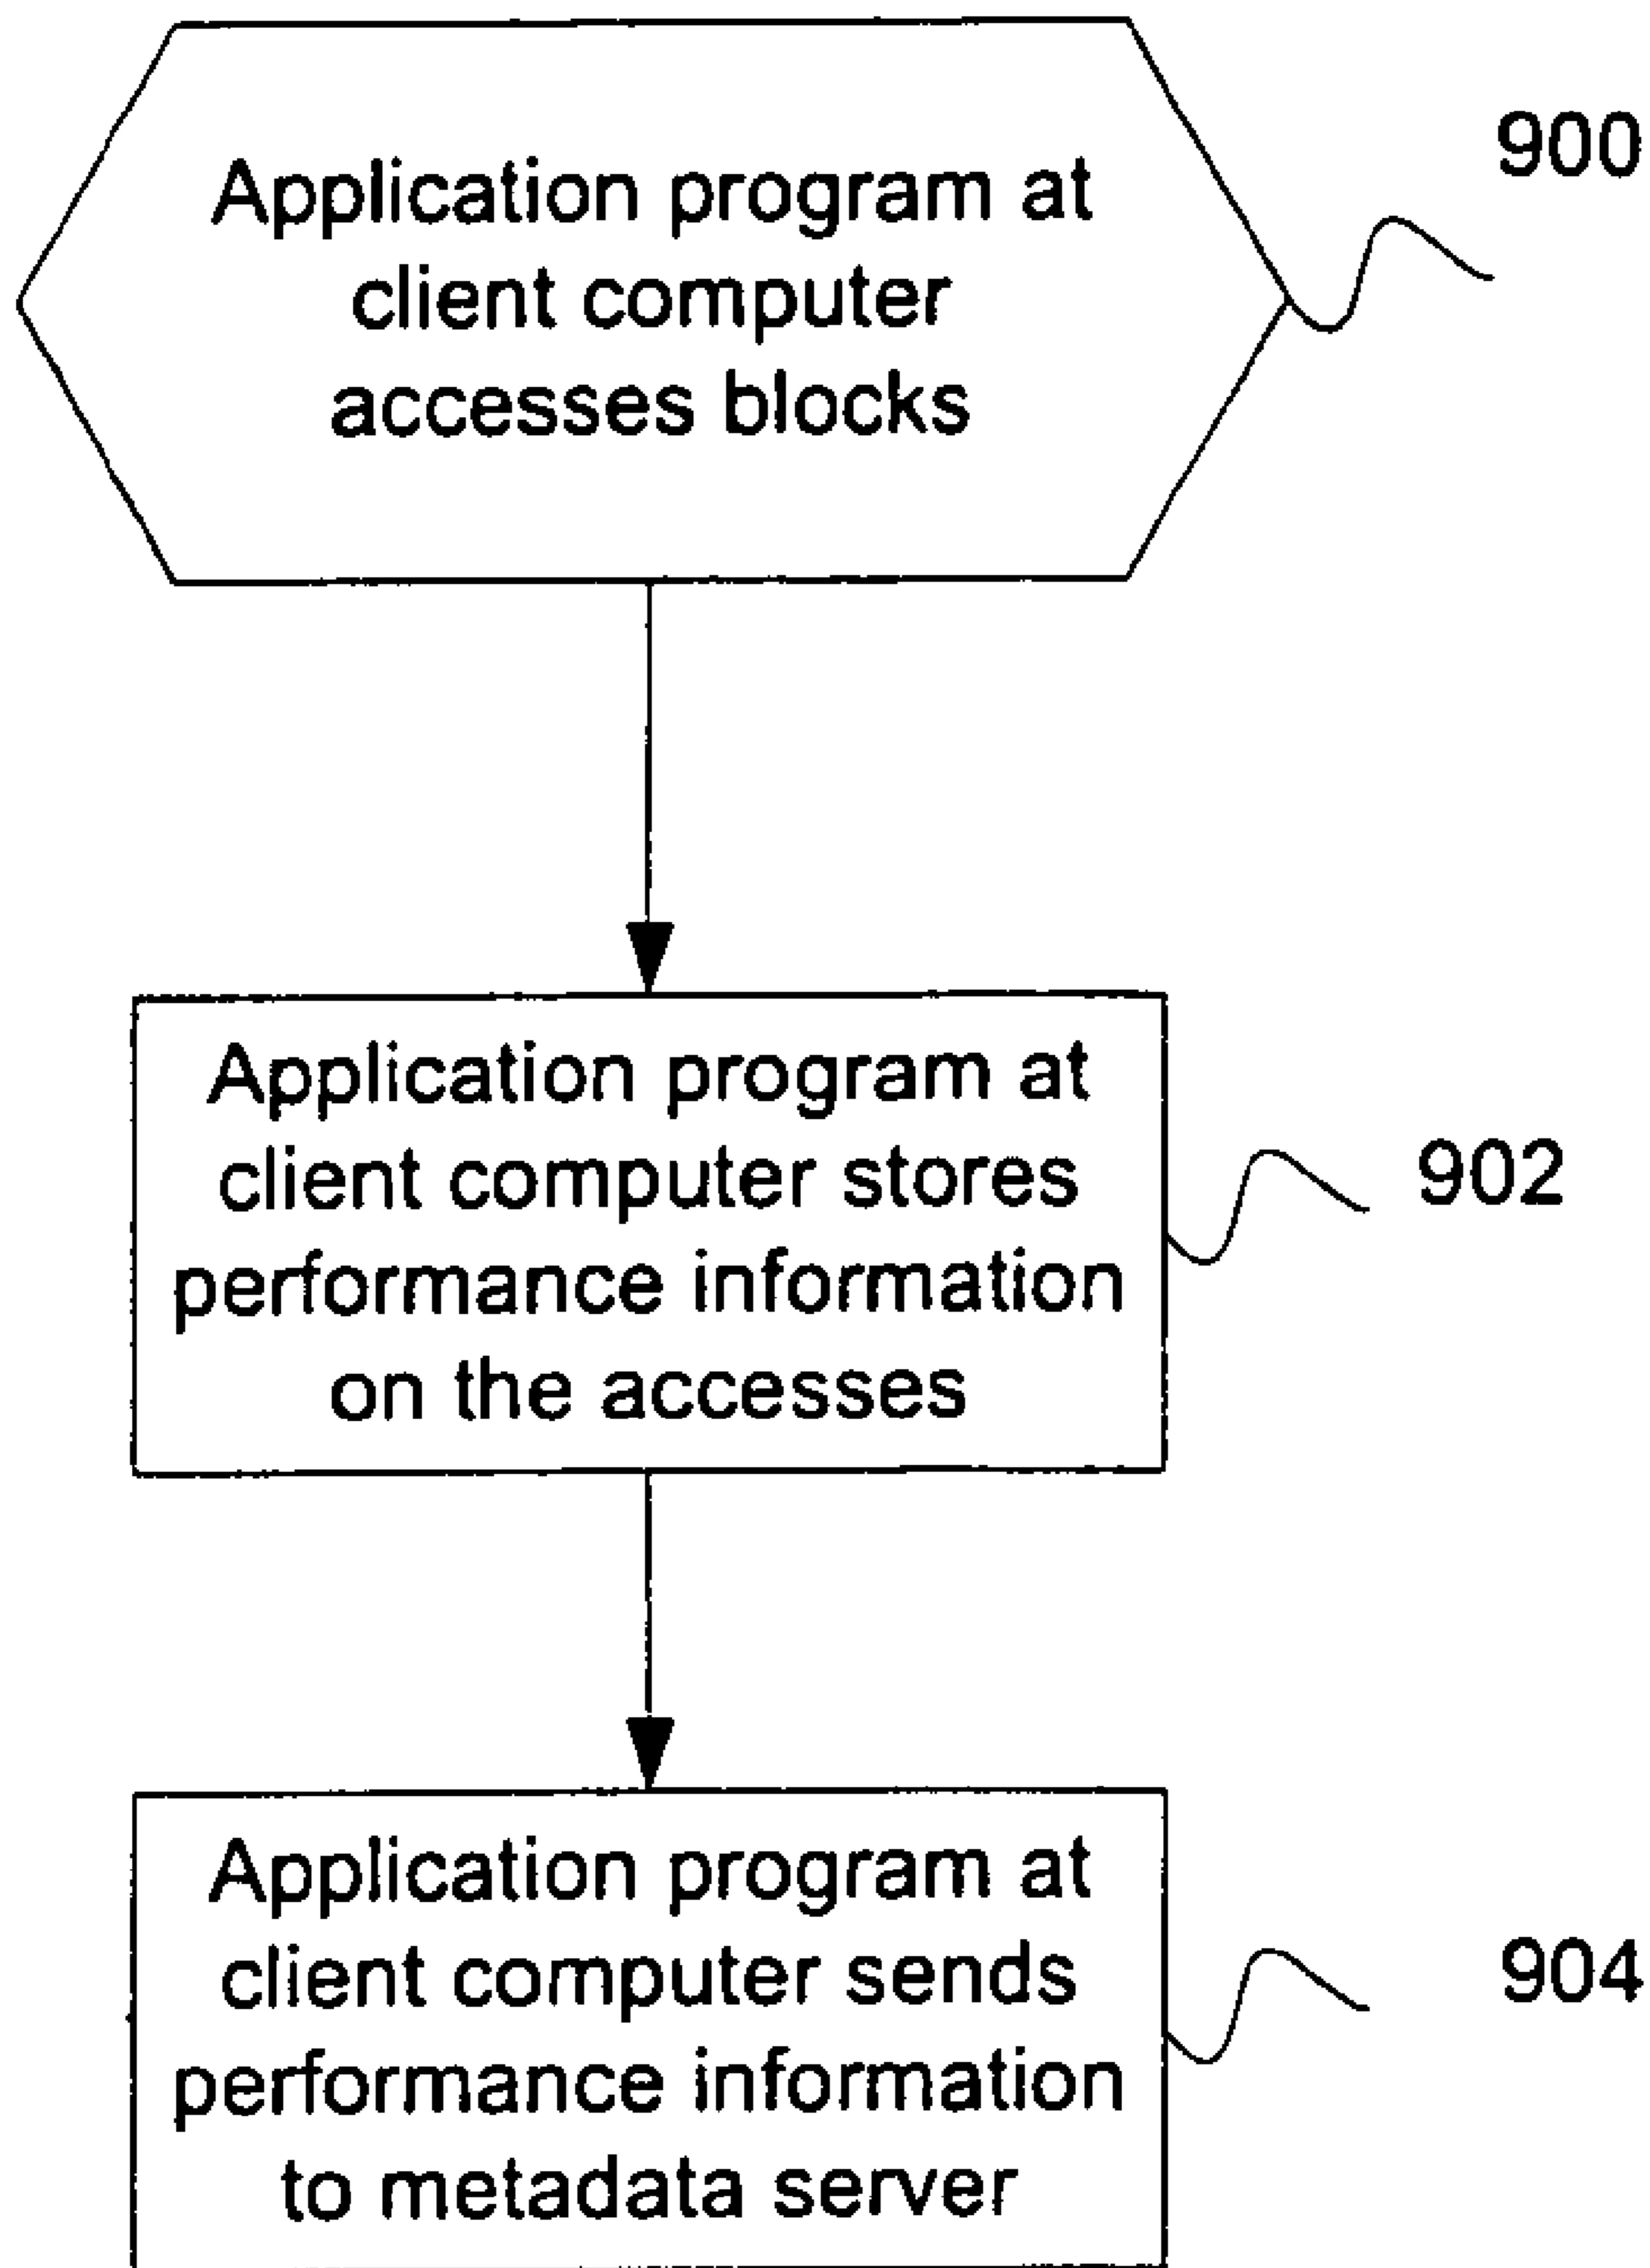 Application program at
client computer
accesses blocks
900
Application program at
client computer stores
performance information
on the accesses
902
Application program at
client computer sends
performance information
to metadata server
904